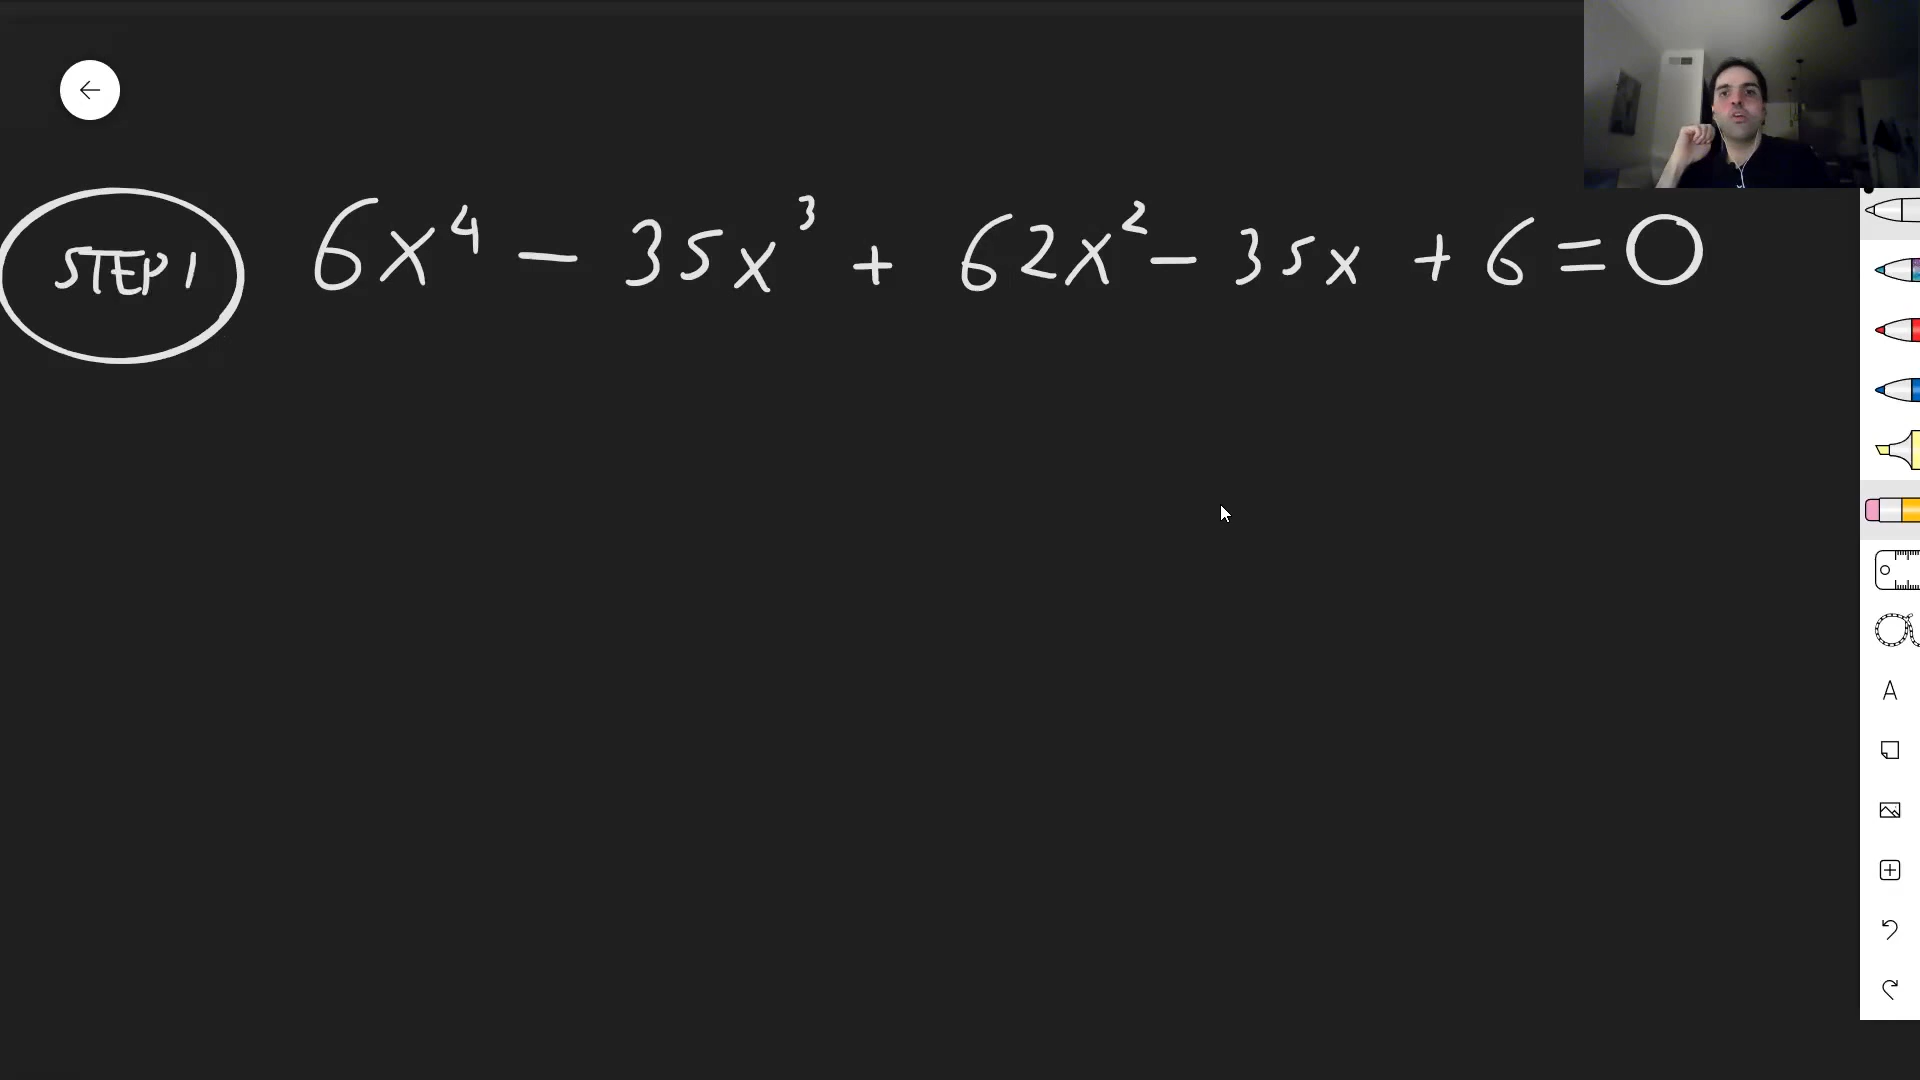 STEP 1 6x⁴ - 35x³ + 62x² - 35x + 6 = 0
A